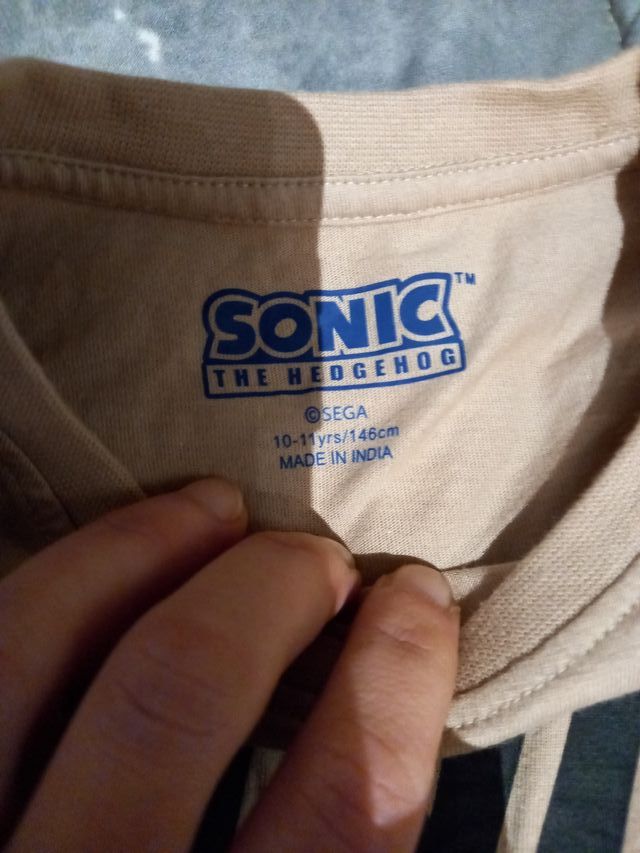 SONIC™
THE HEDGEHOG
©SEGA
10-11yrs/146cm
MADE IN INDIA